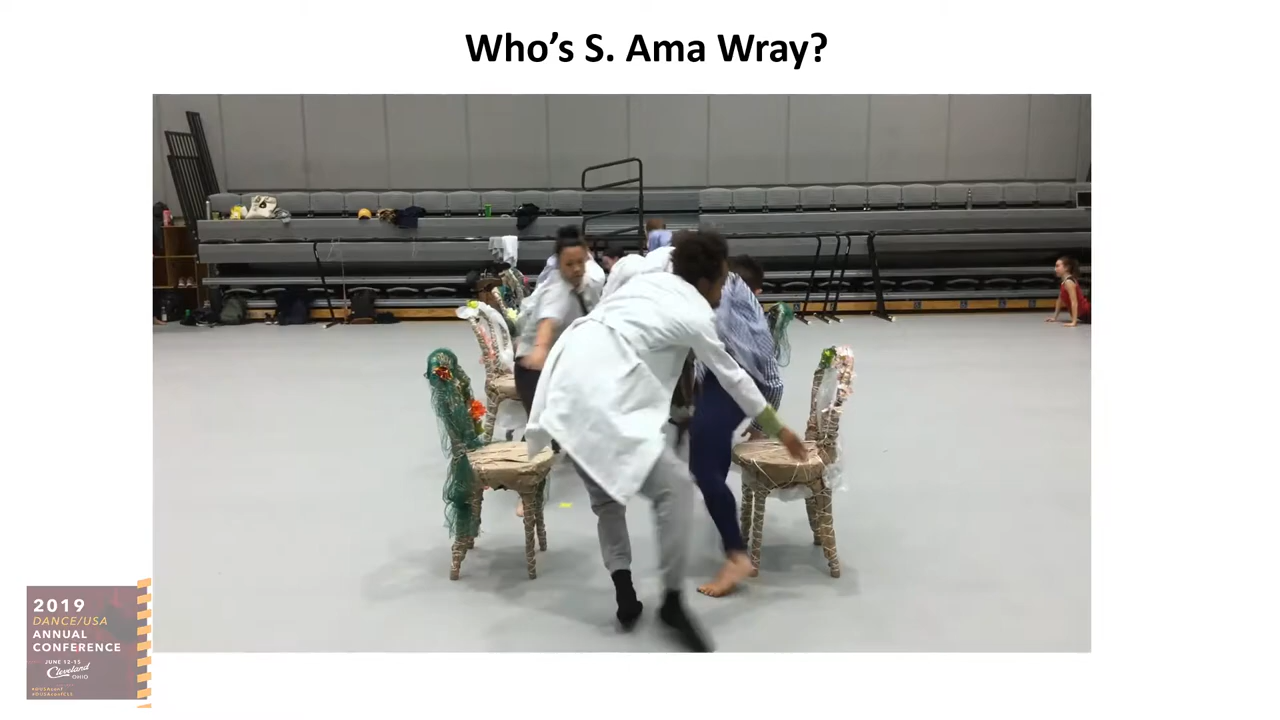 Who's S. Ama Wray?
2019
DANCE/USA
ANNUAL
CONFERENCE
JUNE 12-15
Cleveland
OHIO